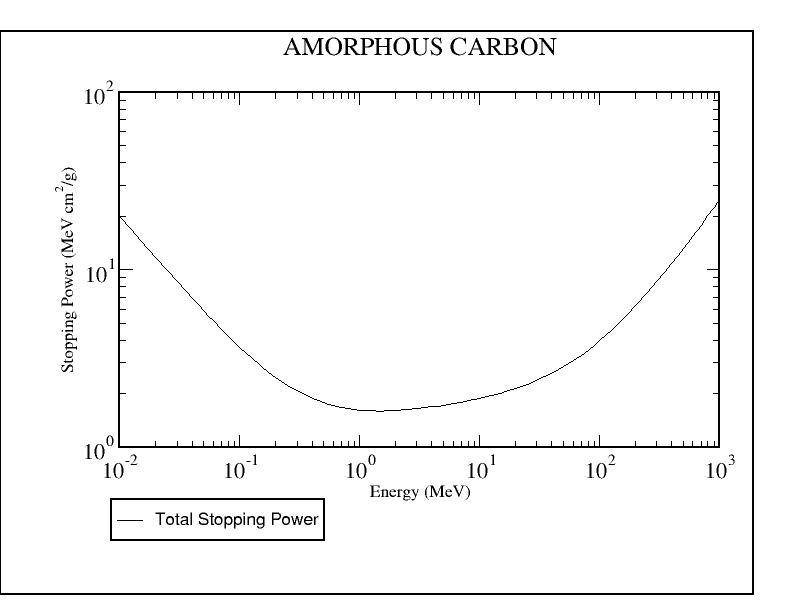 AMORPHOUS CARBON
10^2
10^1
10^0
Stopping Power (MeV cm^2/g)
10^-2 10^-1 10^0 10^1 10^2 10^3
Energy (MeV)
Total Stopping Power